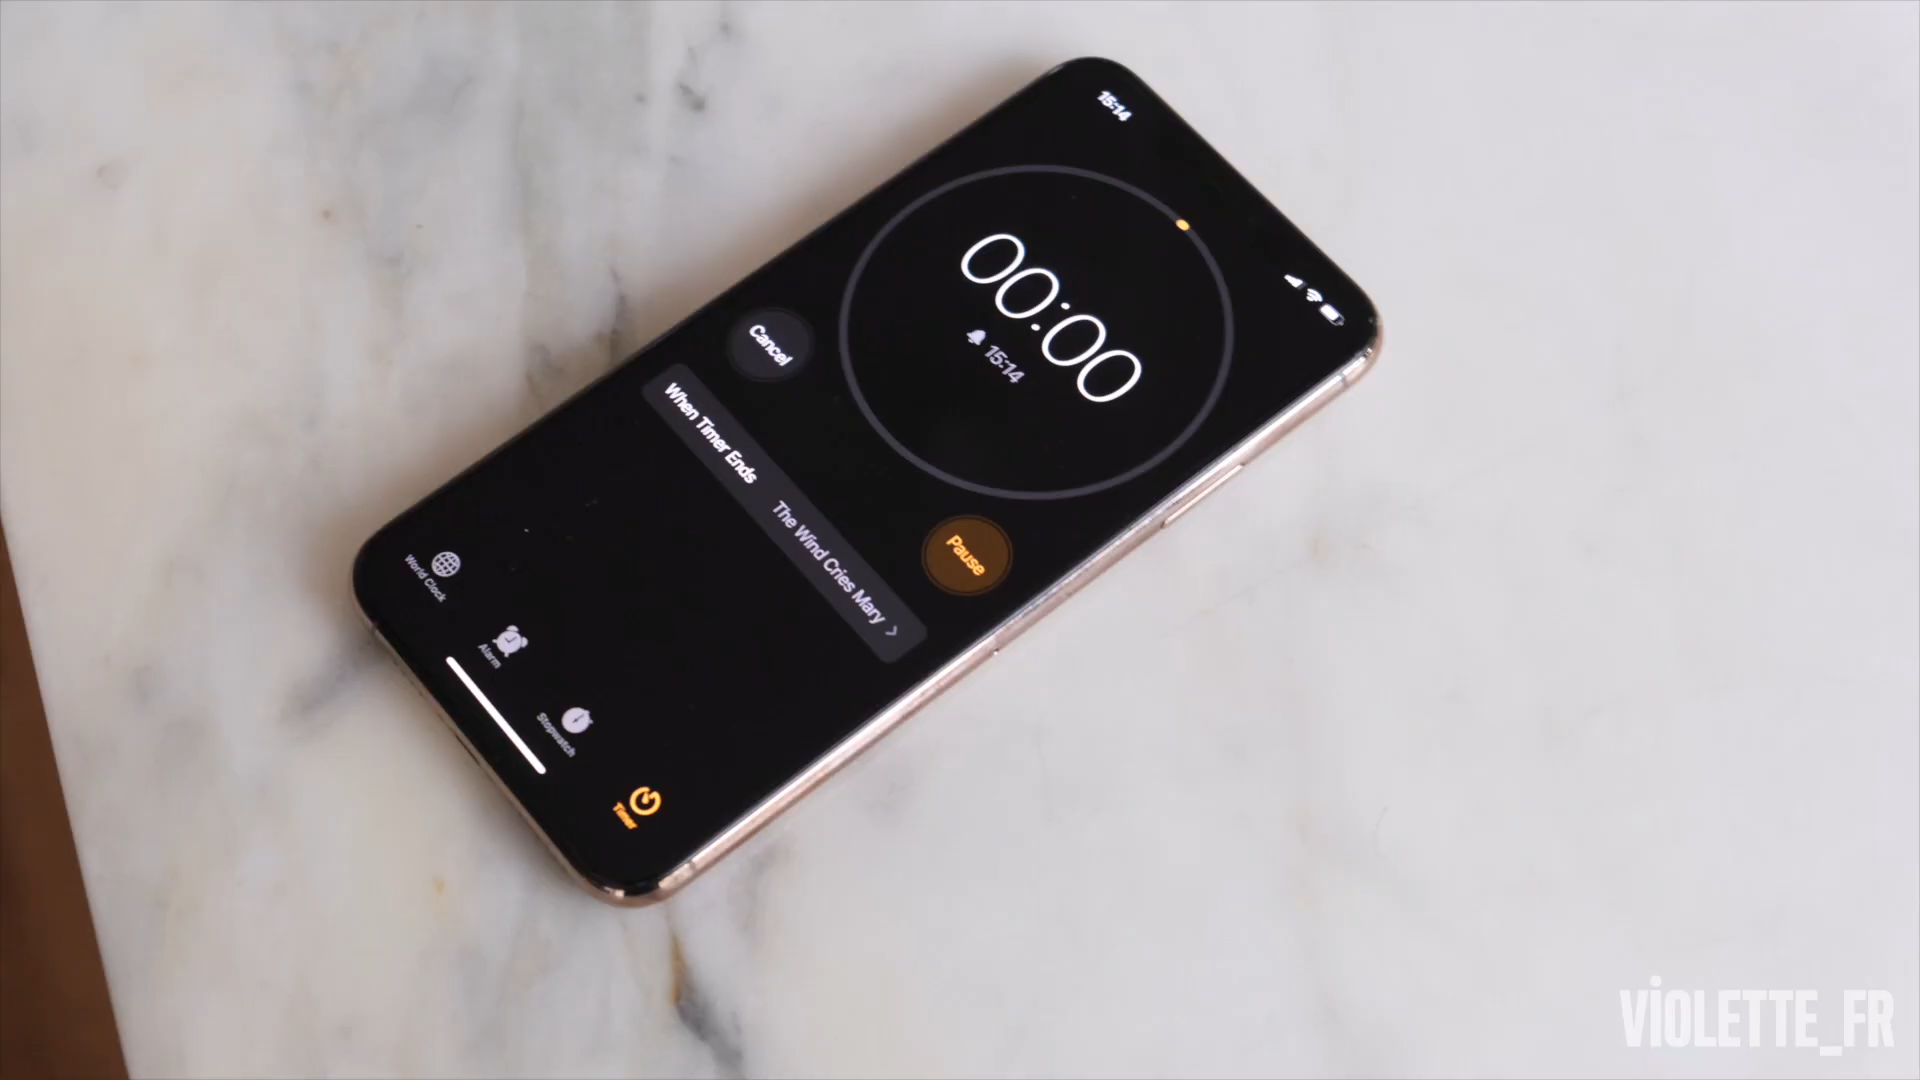 15:14
00:00
15:14
Cancel
Pause
When Timer Ends
The Wind Cries Mary
World Clock
Alarm
Stopwatch
Timer
ViOLETTE_FR